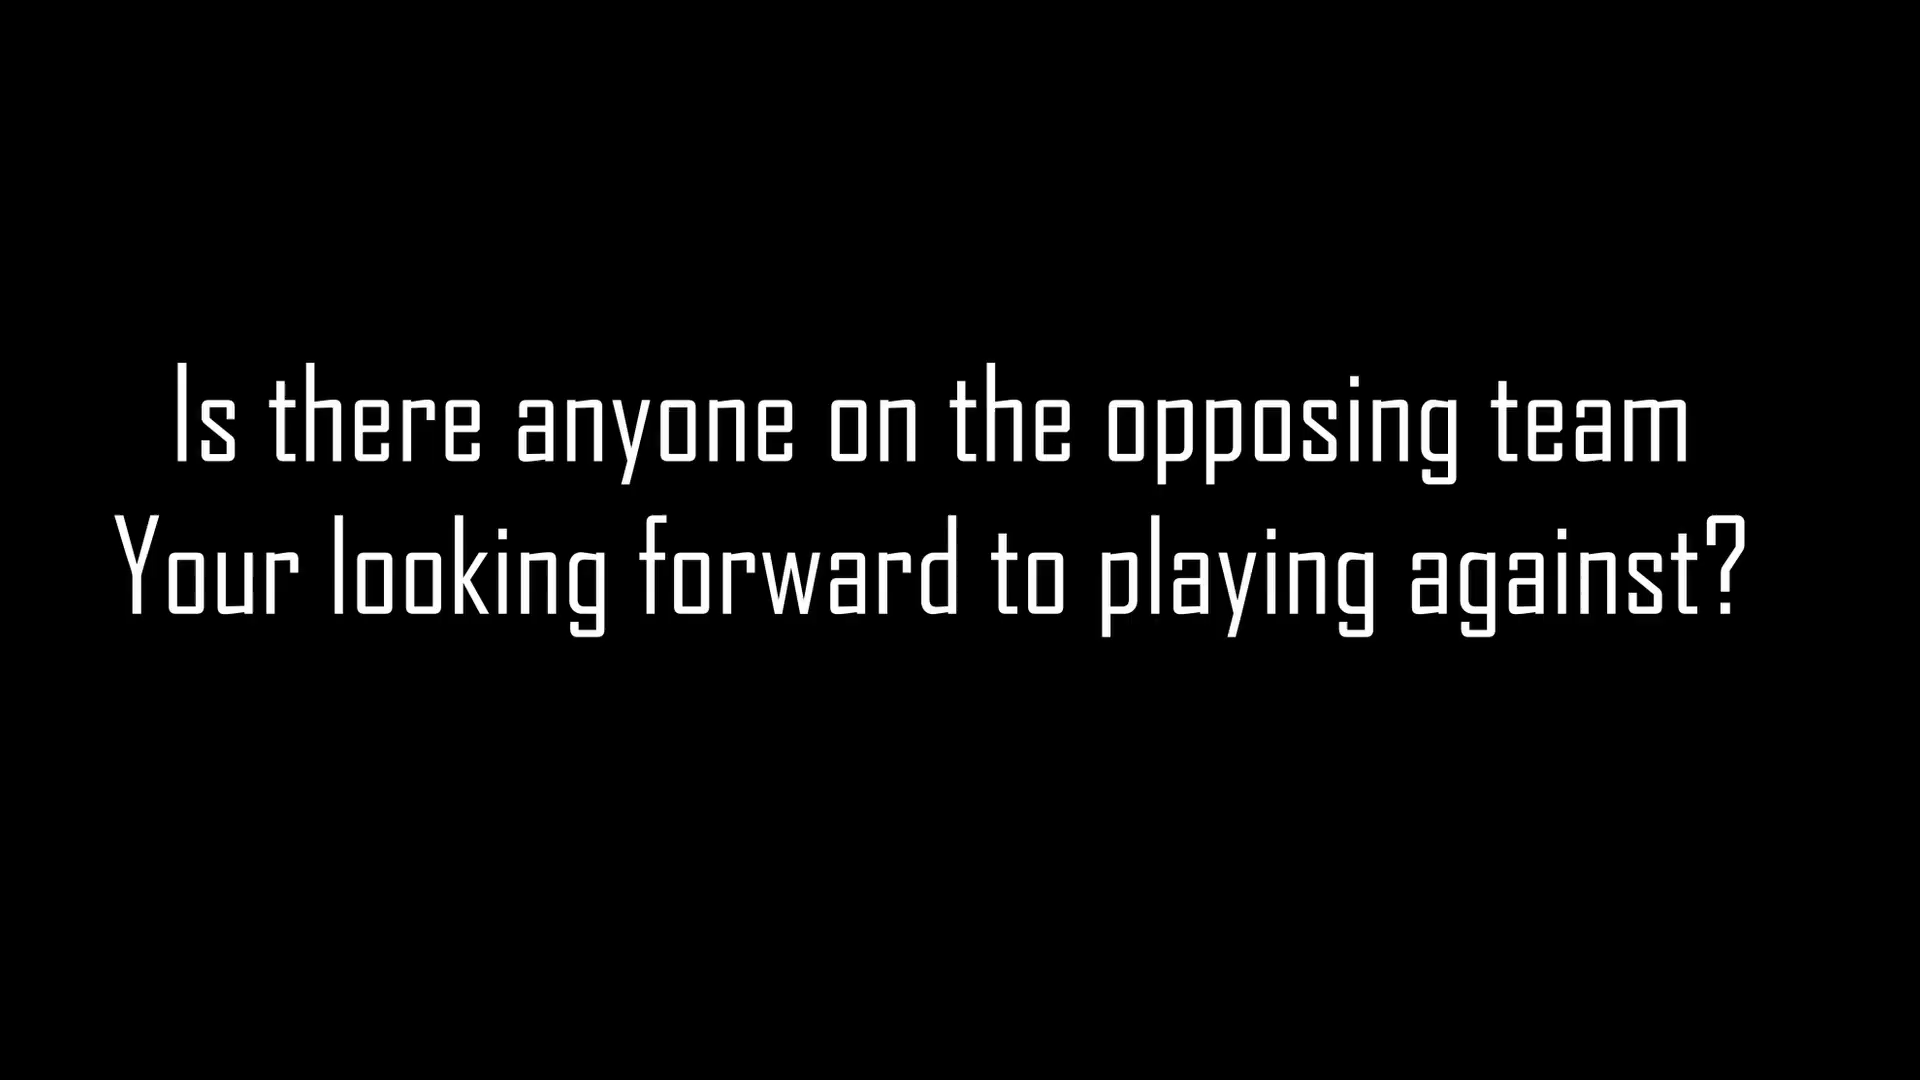 Is there anyone on the opposing team
Your looking forward to playing against?